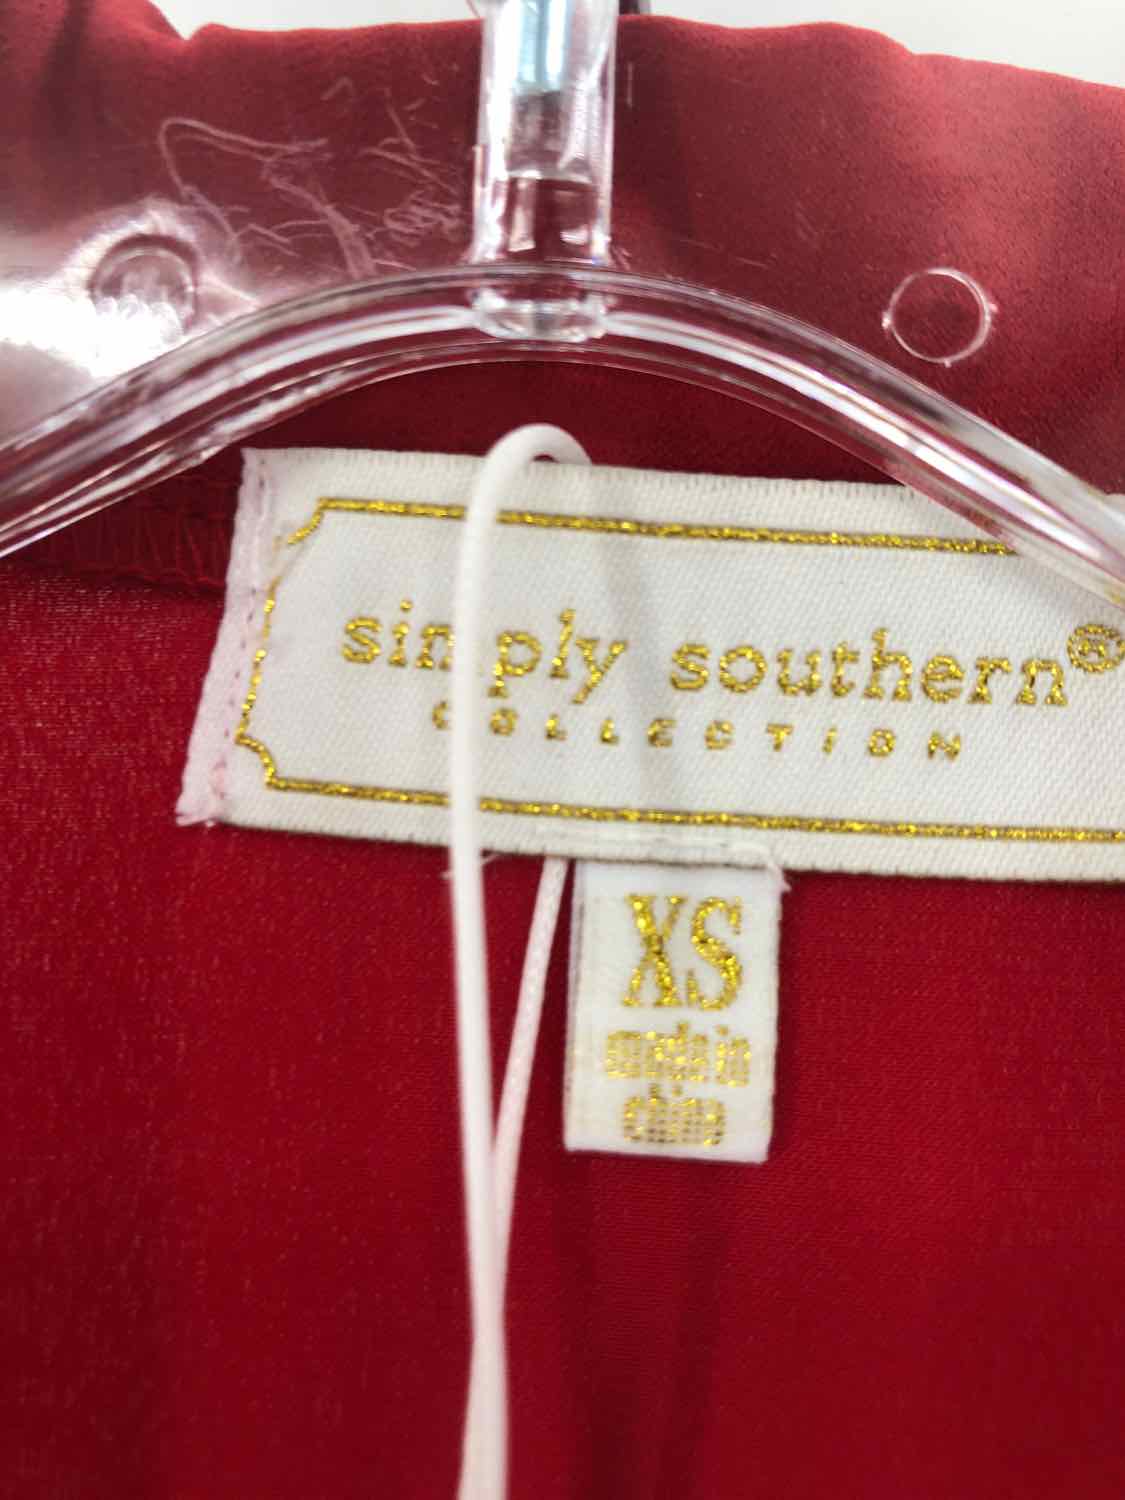 simply southern®
COLLECTION
XS
made in
china